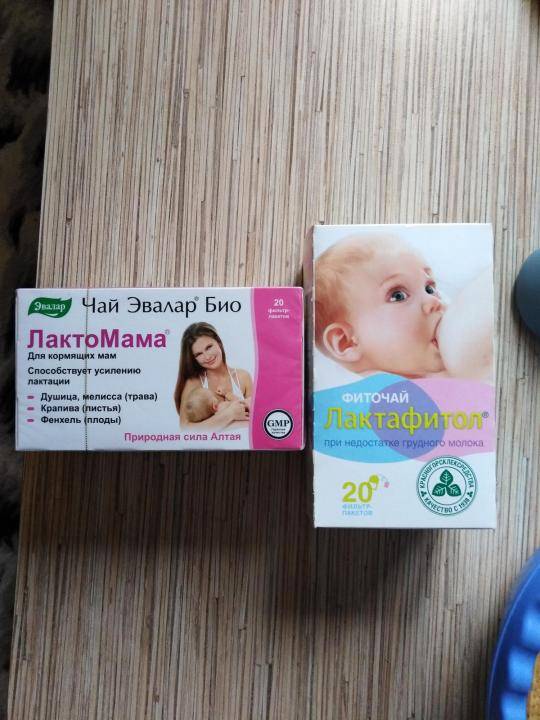 Эвалар
Чай Эвалар® Био
20
фильтр-
пакетов
ЛактоМама®
Для кормящих мам
Способствует усилению
лактации
Душица, мелисса (трава)
Крапива (листья)
Фенхель (плоды)
GMP
Природная сила Алтая
ФИТОЧАЙ
Лактафитол®
при недостатке грудного молока
20
ФИЛЬТР-
ПАКЕТОВ
КРАСНОГОРСКЛЕКСРЕДСТВА
КАЧЕСТВО С 1938